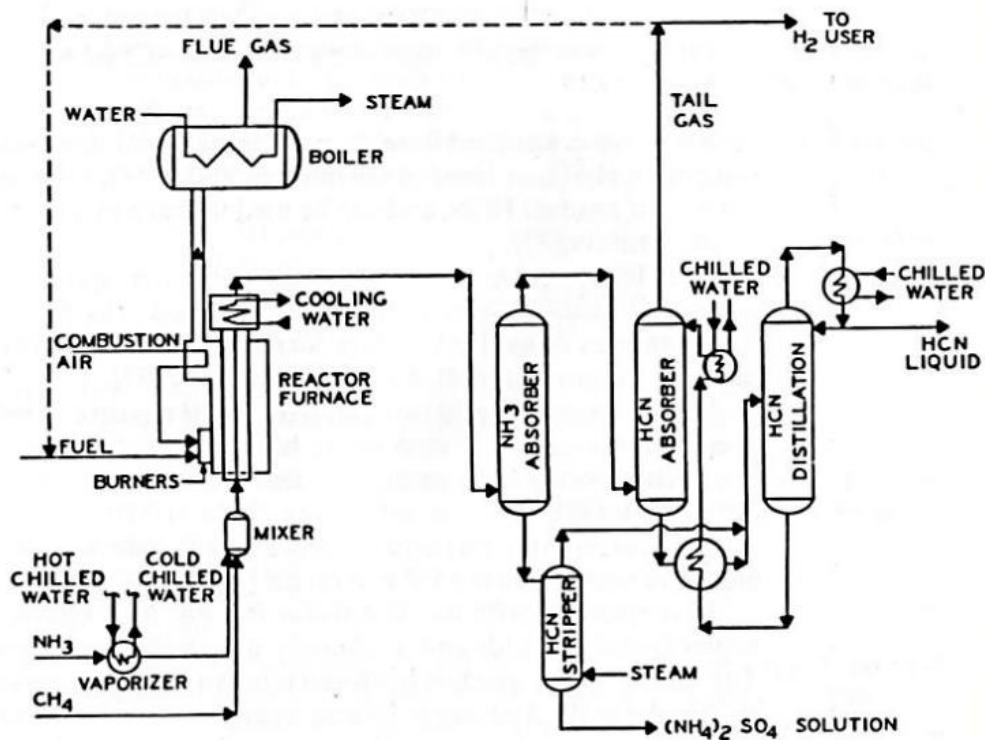 TO
H2 USER
FLUE GAS
STEAM
WATER
BOILER
TAIL
GAS
CHILLED
WATER
CHILLED
WATER
COOLING
WATER
HCN
LIQUID
COMBUSTION
AIR
REACTOR
FURNACE
NH3
ABSORBER
HCN
ABSORBER
HCN
DISTILLATION
FUEL
BURNERS
MIXER
HOT
CHILLED
WATER
COLD
CHILLED
WATER
NH3
VAPORIZER
HCN
STRIPPER
STEAM
CH4
(NH4)2 SO4 SOLUTION